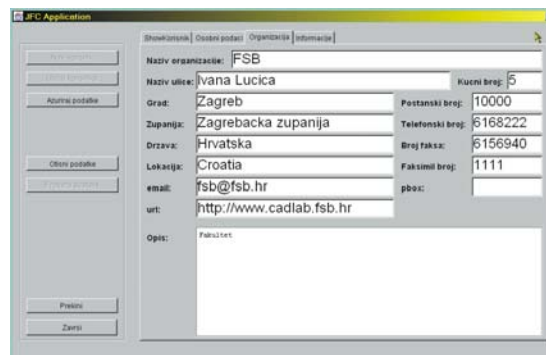 JFC Application
ShowKorisnik Osobni podaci Organizacija Informacije
Naziv organizacije: FSB
Naziv ulice: Ivana Lucica Kucni broj: 5
Azuriraj podatke
Grad: Zagreb Postanski broj: 10000
Zupanija: Zagrebacka zupanija Telefonski broj: 6168222
Drzava: Hrvatska Broj faksa: 6156940
Otisni podatke
Lokacija: Croatia Faksimil broj: 1111
email: fsb@fsb.hr pbox:
url: http://www.cadlab.fsb.hr
Opis: Fakultet
Prekini
Zavrsi